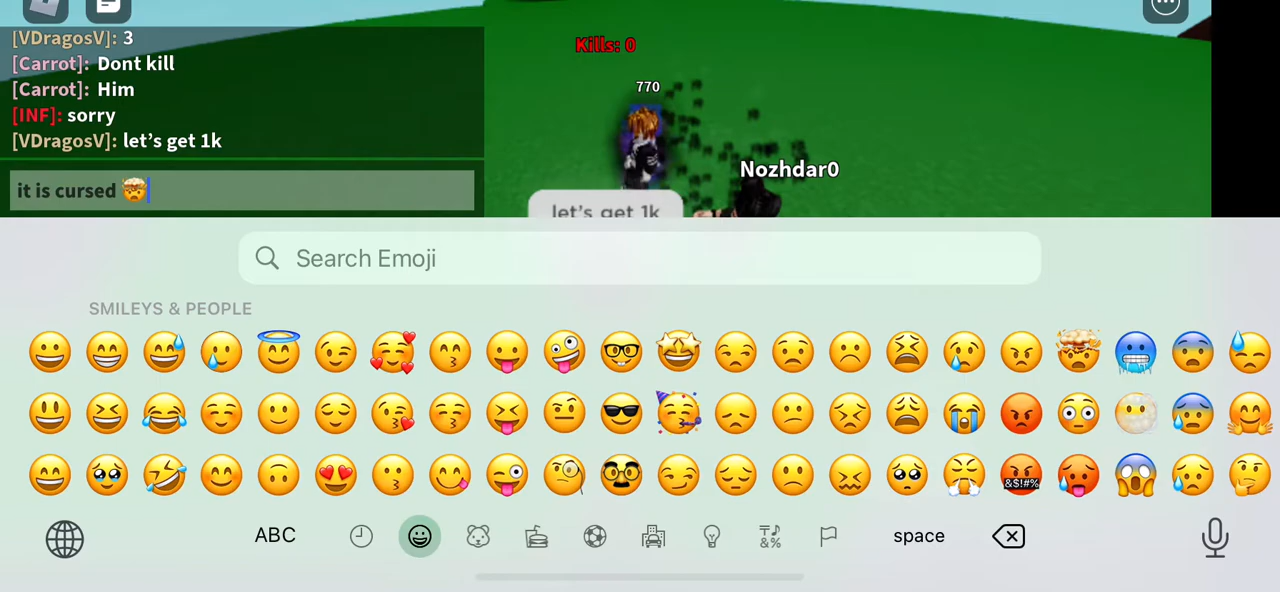 [VDragosV]: 3
[Carrot]: Dont kill
[Carrot]: Him
[INF]: sorry
[VDragosV]: let’s get 1k
it is cursed 🤯
Kills: 0
770
Nozhdar0
let’s get 1k
Search Emoji
SMILEYS & PEOPLE
&$!#%
ABC
space